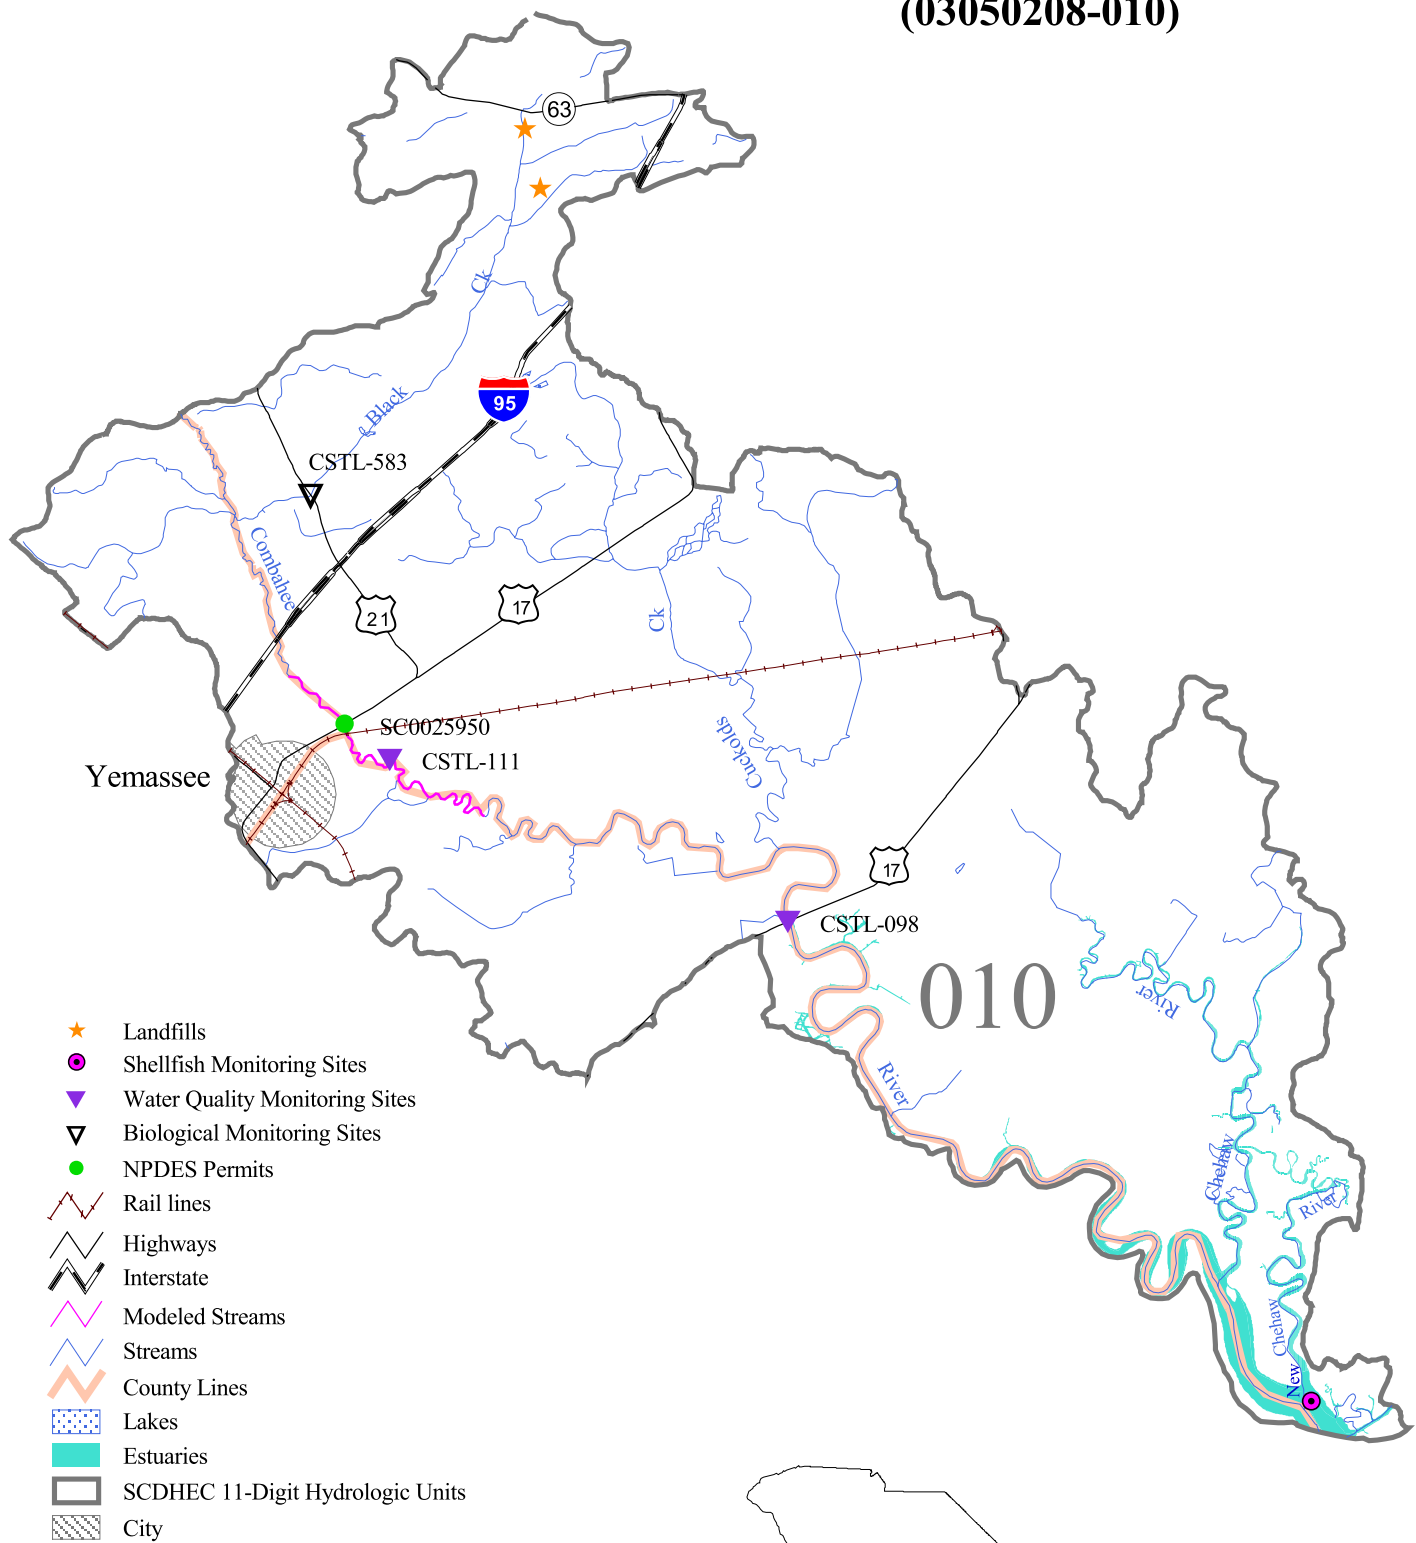 (03050208-010)
63
Ck
95
Black
CSTL-583
Combahee
21
17
Ck
SC0025950
CSTL-111
Cuckolds
Yemassee
17
CSTL-098
010
River
River
Chehaw
River
Chehaw
New
Landfills
Shellfish Monitoring Sites
Water Quality Monitoring Sites
Biological Monitoring Sites
NPDES Permits
Rail lines
Highways
Interstate
Modeled Streams
Streams
County Lines
Lakes
Estuaries
SCDHEC 11-Digit Hydrologic Units
City